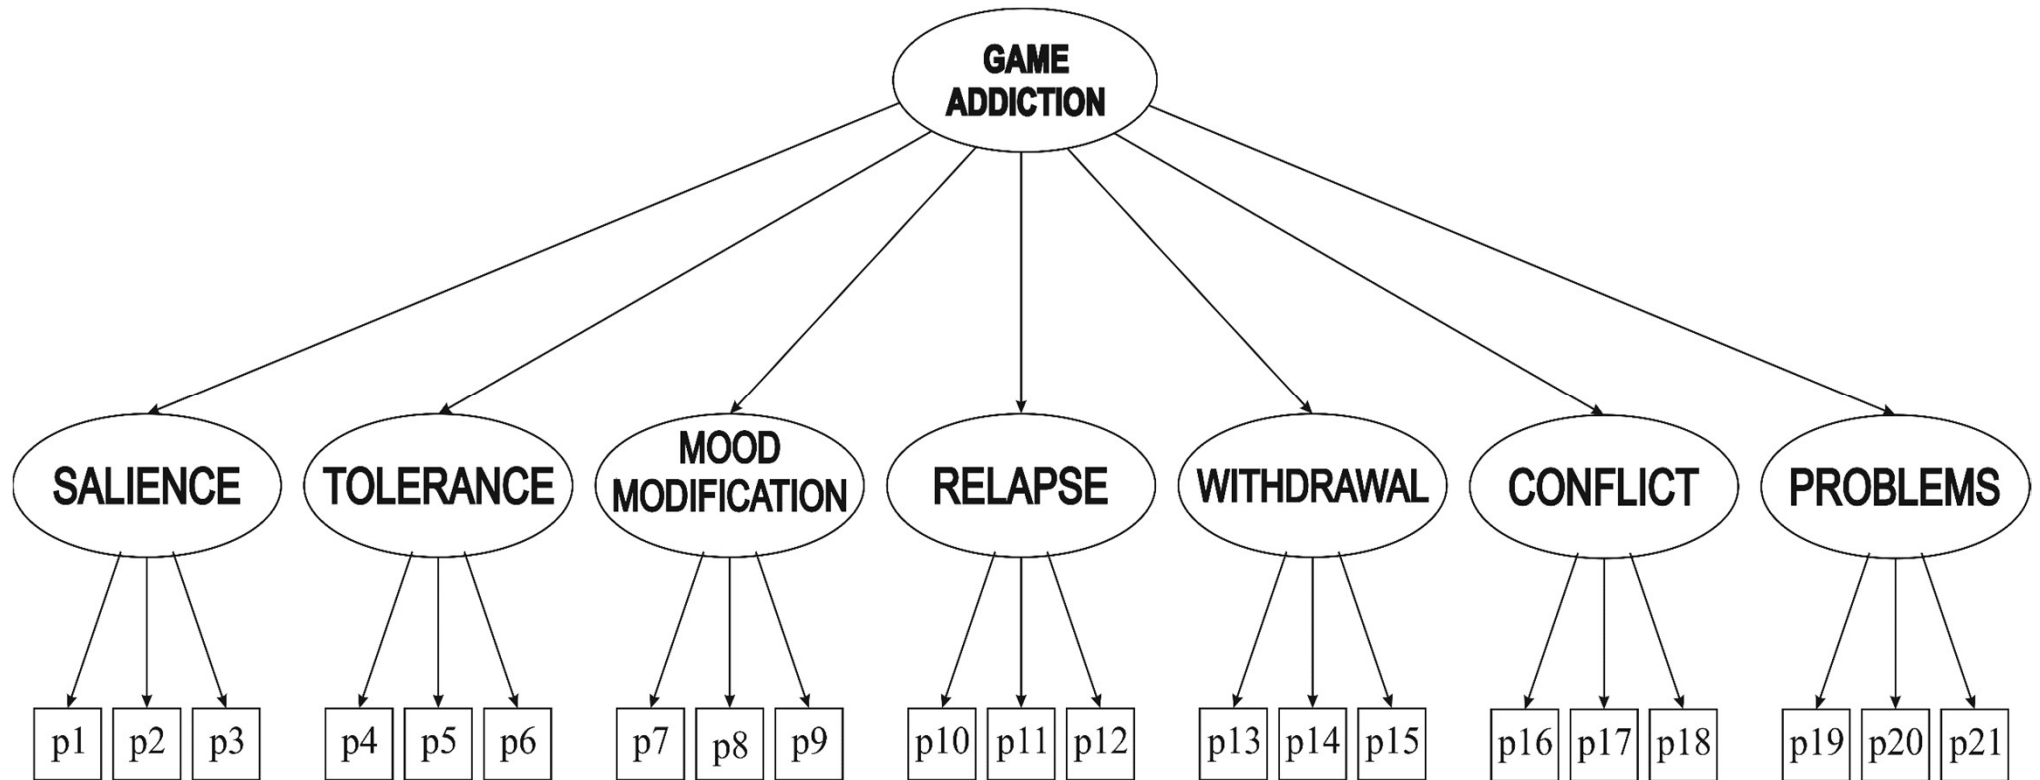 GAME
ADDICTION
SALIENCE
TOLERANCE
MOOD
MODIFICATION
RELAPSE
WITHDRAWAL
CONFLICT
PROBLEMS
p1 p2 p3 p4 p5 p6 p7 p8 p9 p10 p11 p12 p13 p14 p15 p16 p17 p18 p19 p20 p21